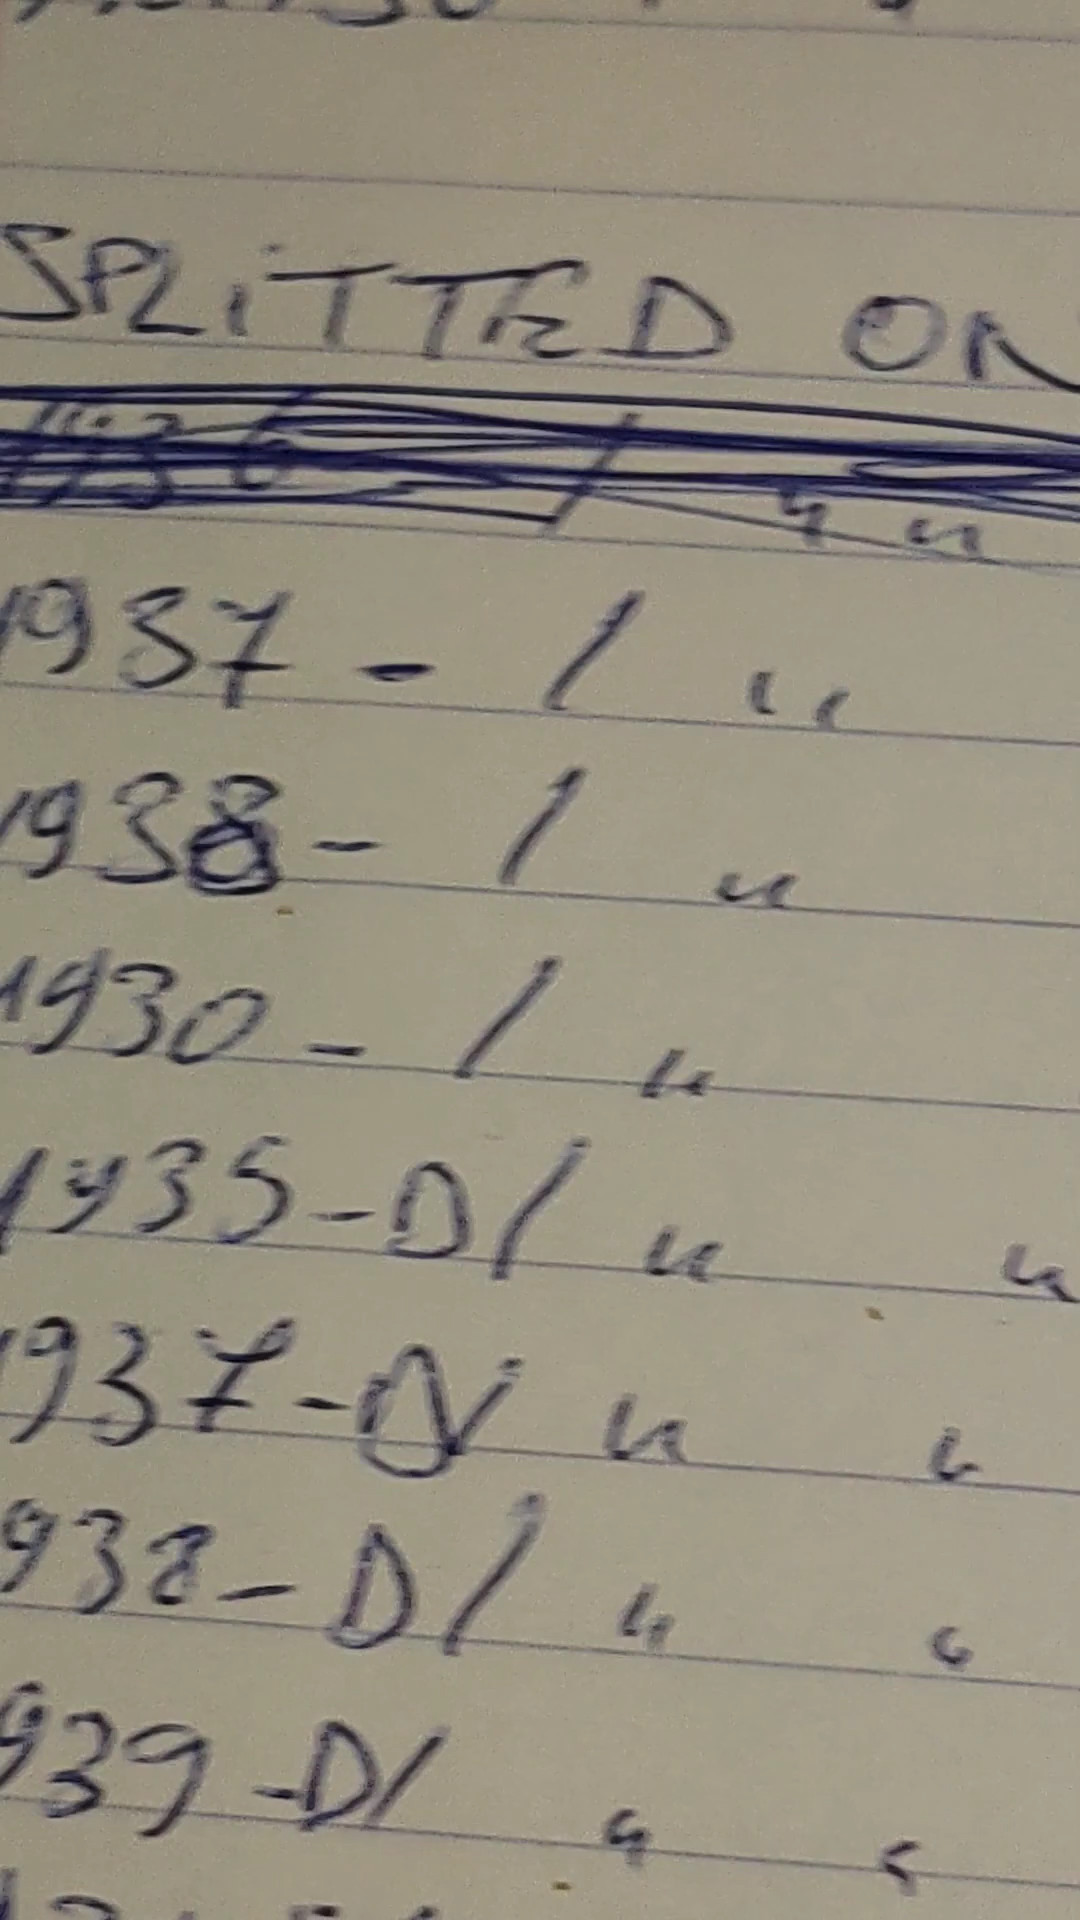 SPLITTED ON
1937 - / "
1938 - / "
1930 - / "
1935 - D/ " "
1937 - D/ " "
938 - D/ " "
939 - D/ " "